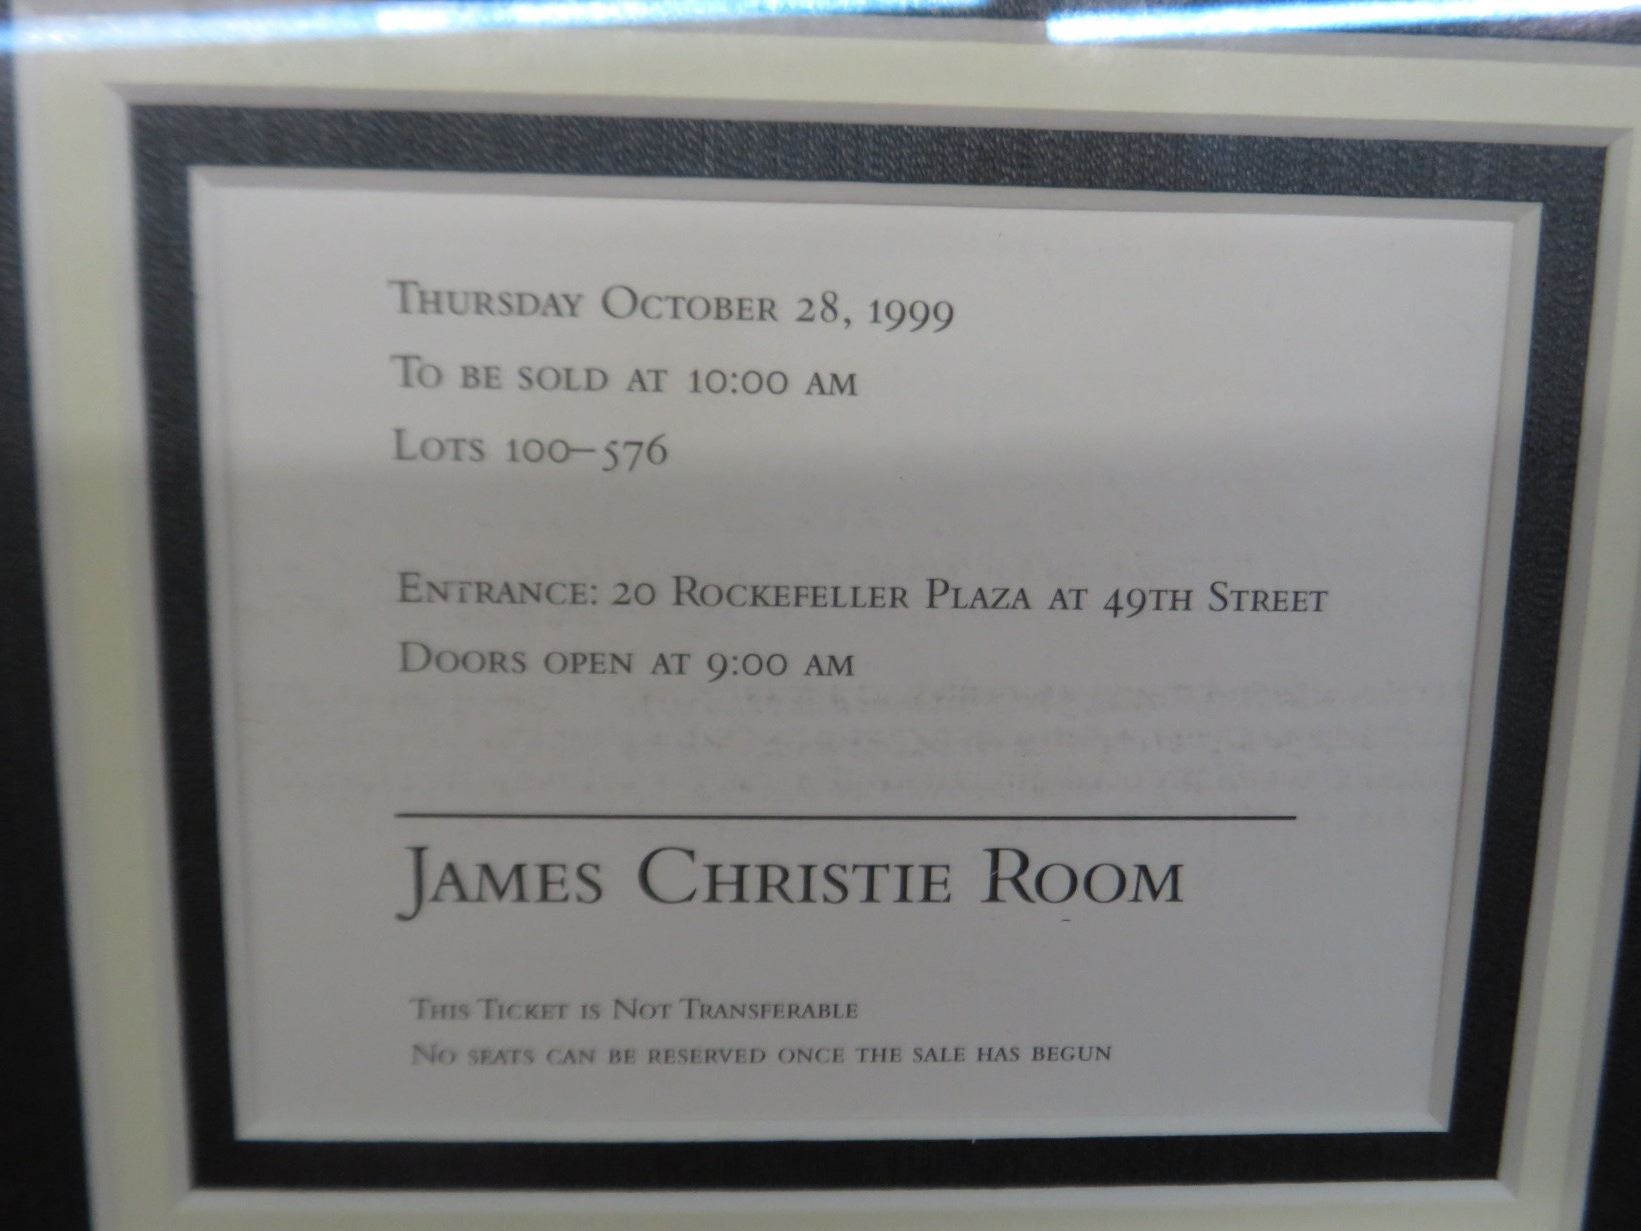 Thursday October 28, 1999
To be sold at 10:00 am
Lots 100–576
Entrance: 20 Rockefeller Plaza at 49th Street
Doors open at 9:00 am
James Christie Room
This Ticket is Not Transferable
No seats can be reserved once the sale has begun